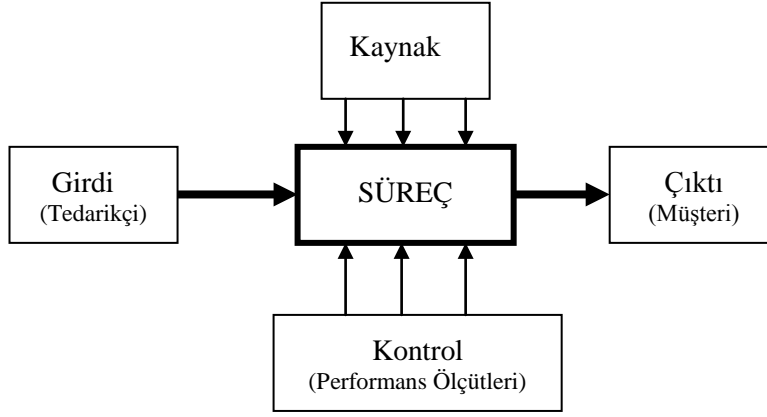 Kaynak
Girdi
(Tedarikçi)
SÜREÇ
Çıktı
(Müşteri)
Kontrol
(Performans Ölçütleri)